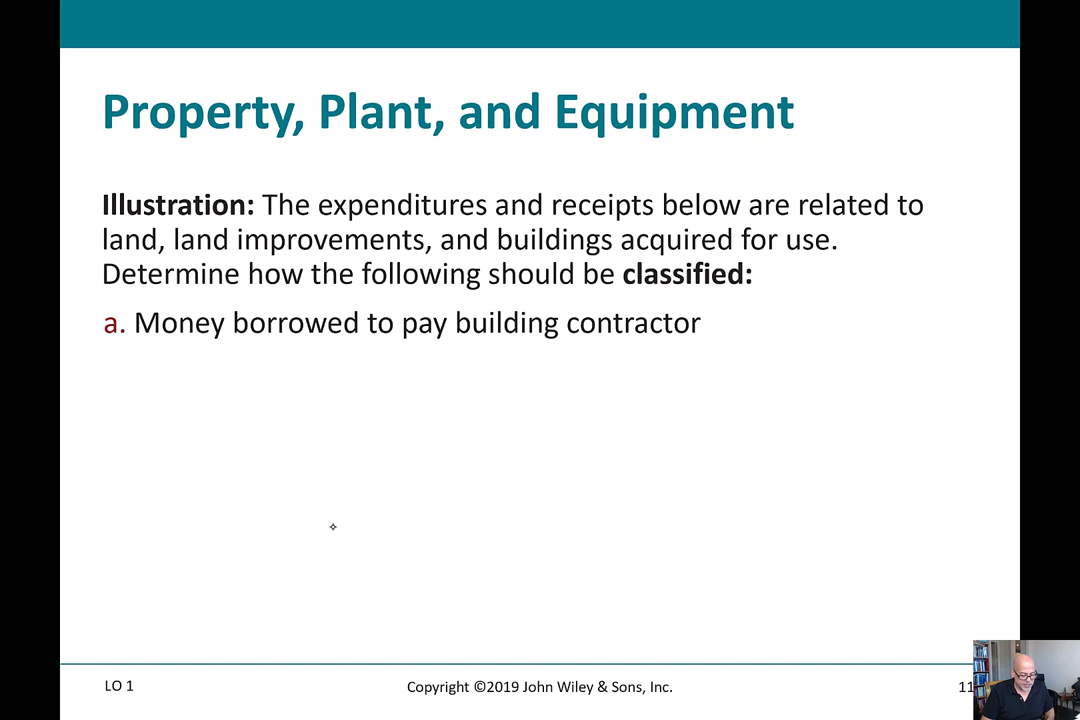 Property, Plant, and Equipment
Illustration: The expenditures and receipts below are related to
land, land improvements, and buildings acquired for use.
Determine how the following should be classified:
a. Money borrowed to pay building contractor
LO 1
Copyright ©2019 John Wiley & Sons, Inc.
11